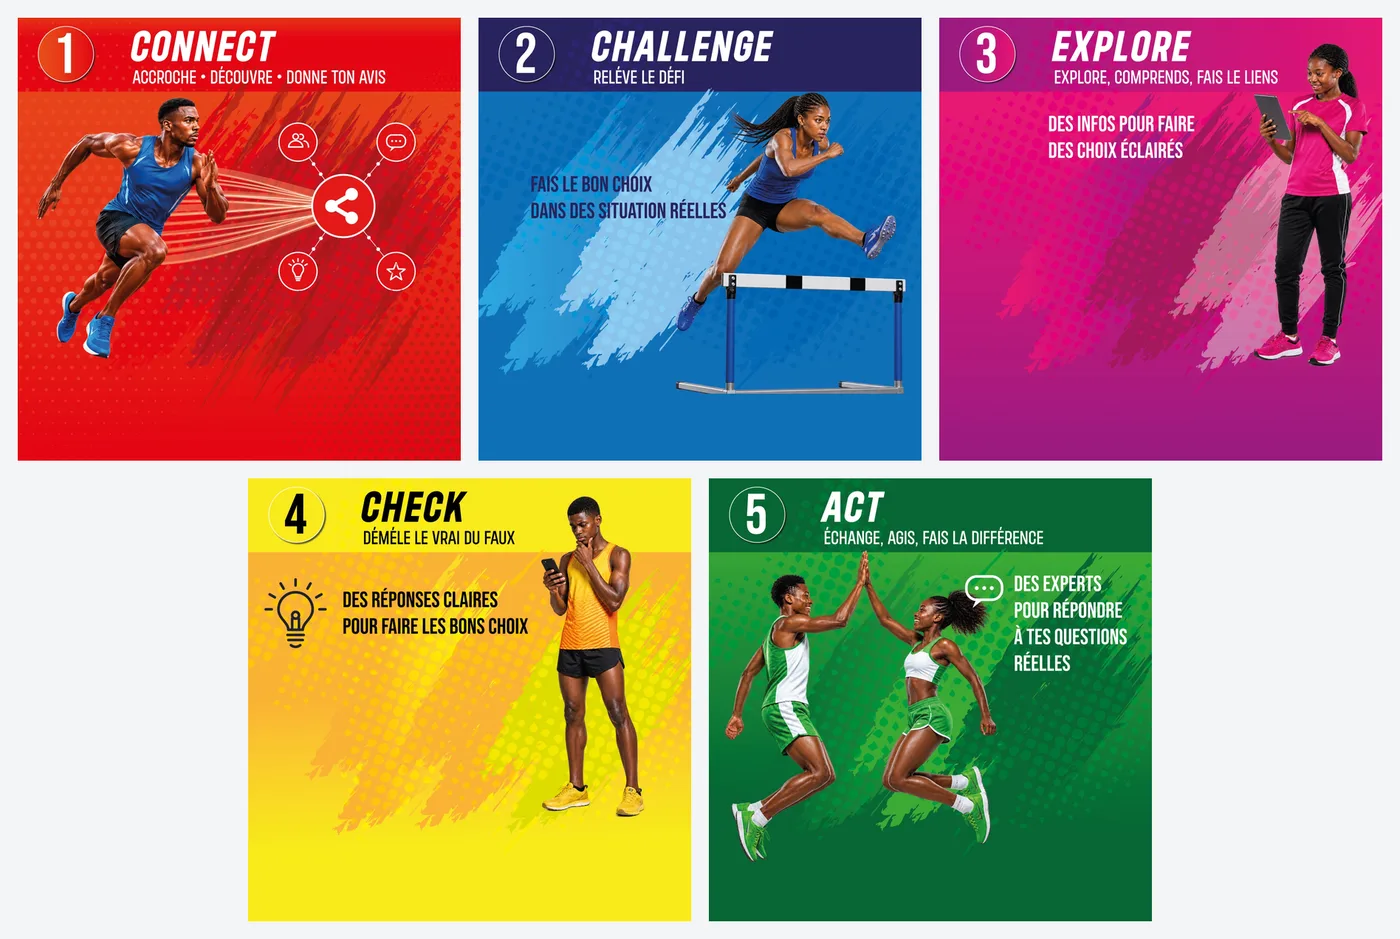 1
CONNECT
ACCROCHE • DÉCOUVRE • DONNE TON AVIS
2
CHALLENGE
RELÉVE LE DÉFI
FAIS LE BON CHOIX
DANS DES SITUATION RÉELLES
3
EXPLORE
EXPLORE, COMPRENDS, FAIS LE LIENS
DES INFOS POUR FAIRE
DES CHOIX ÉCLAIRÉS
4
CHECK
DÉMÉLE LE VRAI DU FAUX
DES RÉPONSES CLAIRES
POUR FAIRE LES BONS CHOIX
5
ACT
ÉCHANGE, AGIS, FAIS LA DIFFÉRENCE
DES EXPERTS
POUR RÉPONDRE
À TES QUESTIONS
RÉELLES